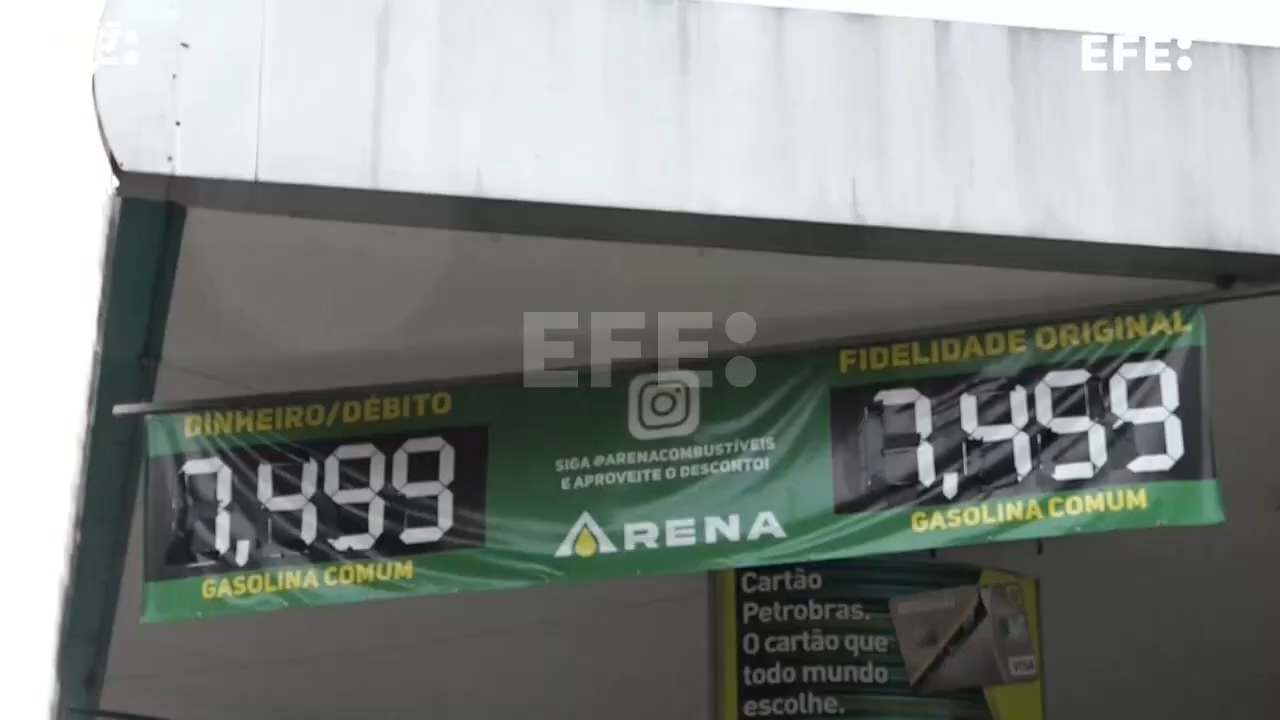 EFE:
EFE:
DINHEIRO/DÉBITO
7,499
GASOLINA COMUM
SIGA @ARENACOMBUSTÍVEIS
E APROVEITE O DESCONTO!
ARENA
FIDELIDADE ORIGINAL
7,459
GASOLINA COMUM
Cartão
Petrobras.
O cartão que
todo mundo
escolhe.
VISA